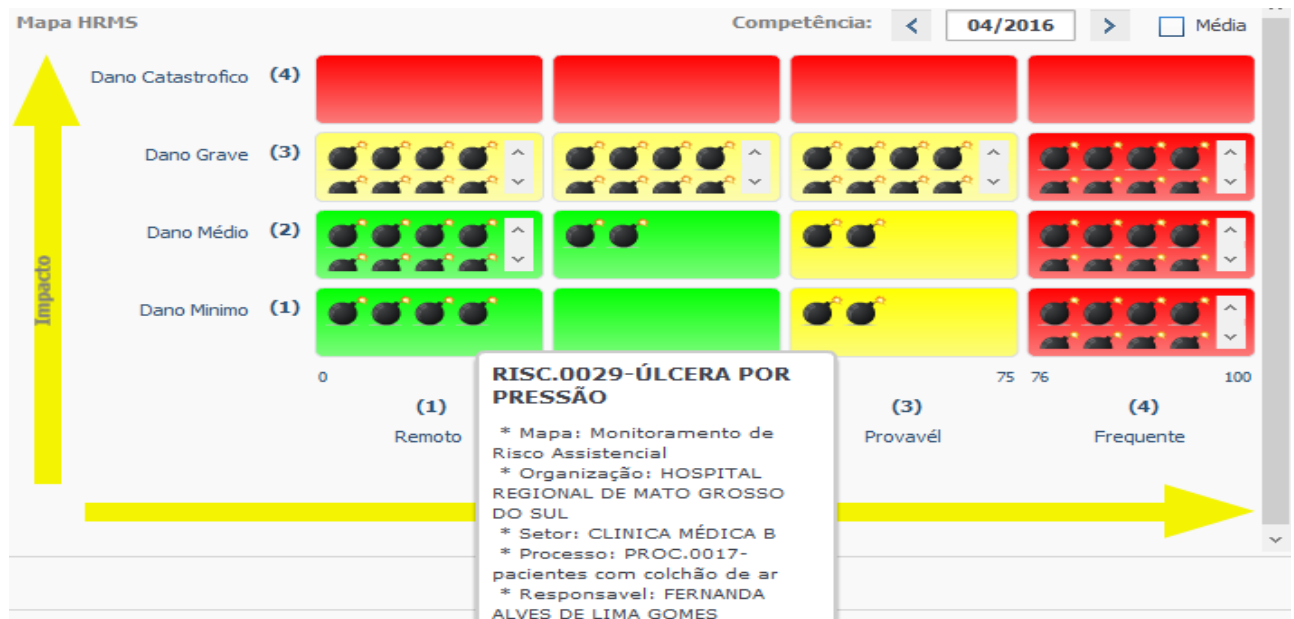 Mapa HRMS
Competência: < 04/2016 > Média
Dano Catastrofico (4)
Dano Grave (3)
Dano Médio (2)
Dano Minimo (1)
Impacto
0 75 76 100
(1) (3) (4)
Remoto Provavél Frequente
RISC.0029-ÚLCERA POR
PRESSÃO
* Mapa: Monitoramento de
Risco Assistencial
* Organização: HOSPITAL
REGIONAL DE MATO GROSSO
DO SUL
* Setor: CLINICA MÉDICA B
* Processo: PROC.0017-
pacientes com colchão de ar
* Responsavel: FERNANDA
ALVES DE LIMA GOMES